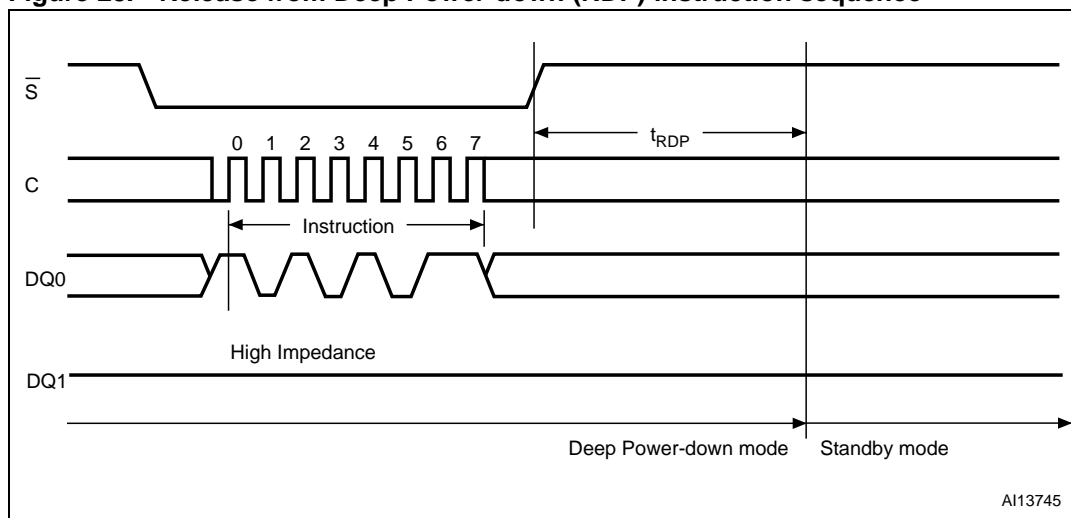 Figure 28. Release from Deep Power-down (RDP) instruction sequence
S
tRDP
0 1 2 3 4 5 6 7
C
Instruction
DQ0
High Impedance
DQ1
Deep Power-down mode Standby mode
AI13745